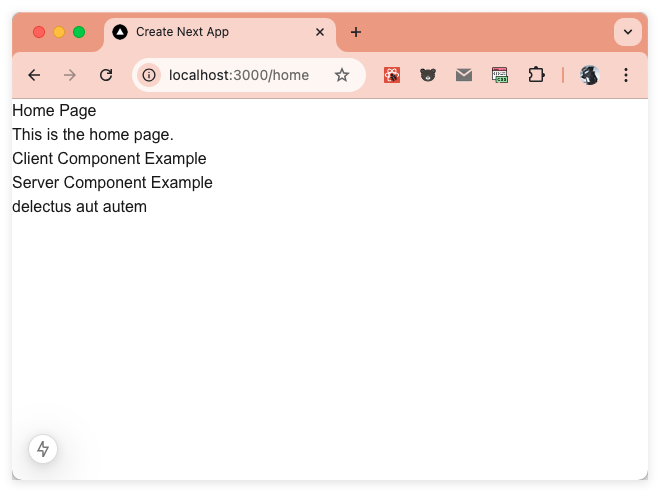 Create Next App
localhost:3000/home
Home Page
This is the home page.
Client Component Example
Server Component Example
delectus aut autem